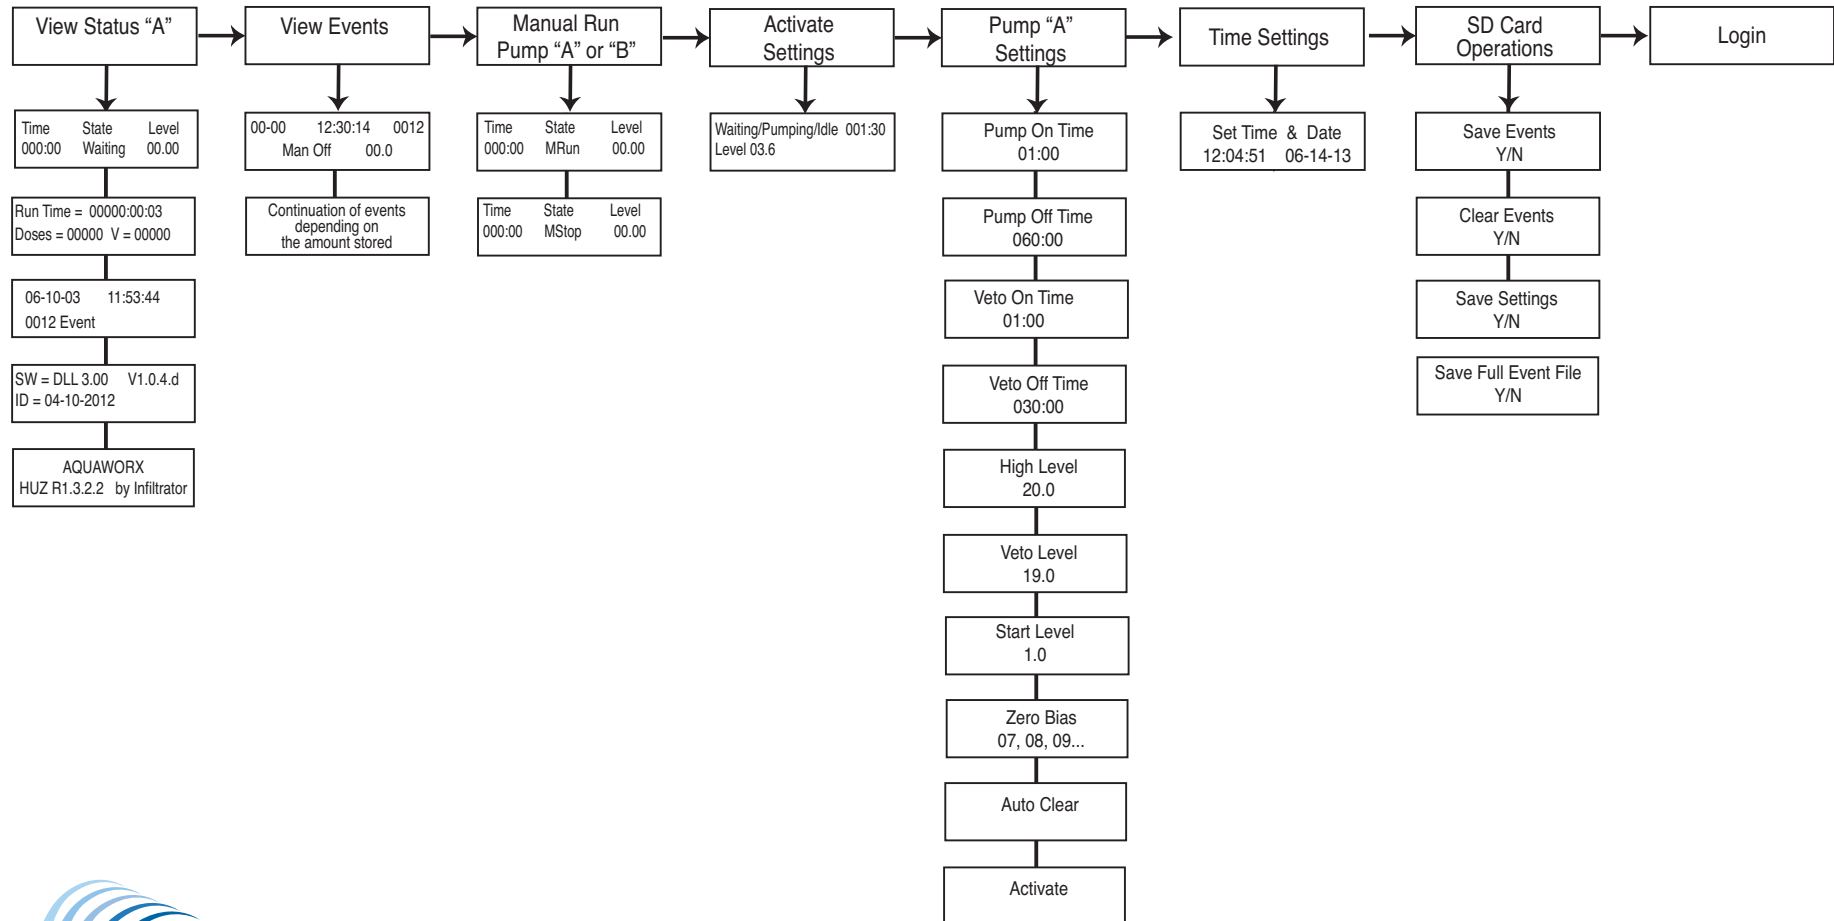 View Status “A”
Time State Level
000:00 Waiting 00.00
Run Time = 00000:00:03
Doses = 00000 V = 00000
06-10-03 11:53:44
0012 Event
SW = DLL 3.00 V1.0.4.d
ID = 04-10-2012
AQUAWORX
HUZ R1.3.2.2 by Infiltrator
View Events
00-00 12:30:14 0012
Man Off 00.0
Continuation of events
depending on
the amount stored
Manual Run
Pump “A” or “B”
Time State Level
000:00 MRun 00.00
Time State Level
000:00 MStop 00.00
Activate
Settings
Waiting/Pumping/Idle 001:30
Level 03.6
Pump “A”
Settings
Pump On Time
01:00
Pump Off Time
060:00
Veto On Time
01:00
Veto Off Time
030:00
High Level
20.0
Veto Level
19.0
Start Level
1.0
Zero Bias
07, 08, 09...
Auto Clear
Activate
Time Settings
Set Time & Date
12:04:51 06-14-13
SD Card
Operations
Save Events
Y/N
Clear Events
Y/N
Save Settings
Y/N
Save Full Event File
Y/N
Login